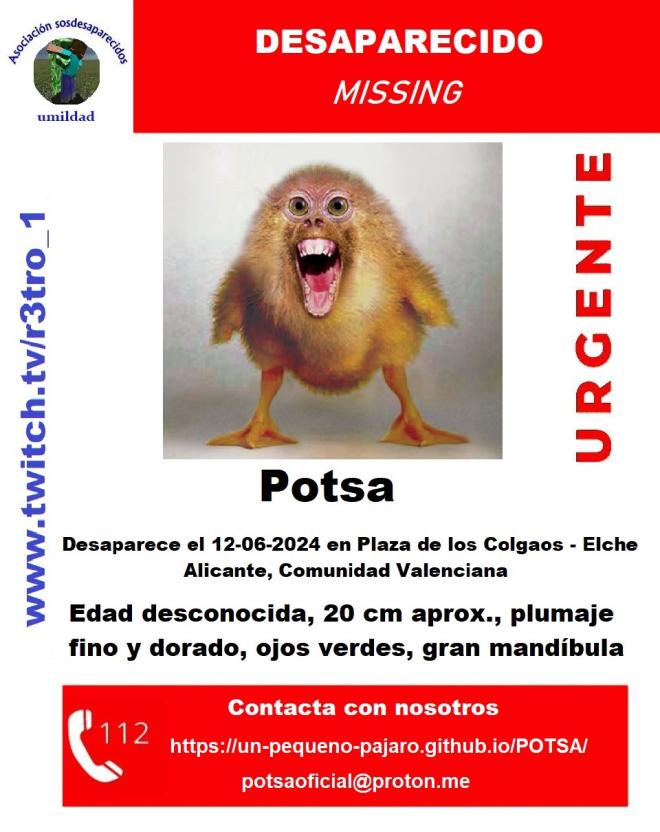 Asociación sosdesaparecidos
umildad
DESAPARECIDO
MISSING
www.twitch.tv/r3tro_1
URGENTE
Potsa
Desaparece el 12-06-2024 en Plaza de los Colgaos - Elche
Alicante, Comunidad Valenciana
Edad desconocida, 20 cm aprox., plumaje
fino y dorado, ojos verdes, gran mandíbula
Contacta con nosotros
112
https://un-pequeno-pajaro.github.io/POTSA/
potsaoficial@proton.me